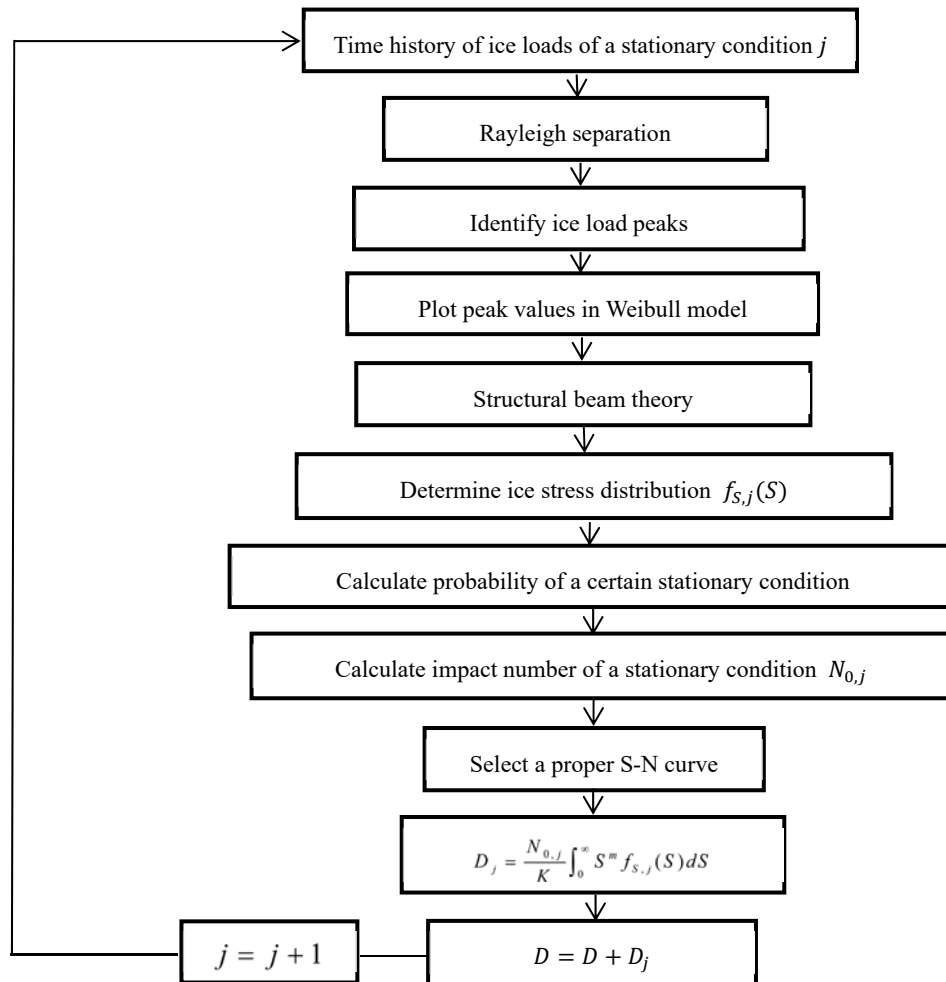 Time history of ice loads of a stationary condition j
Rayleigh separation
Identify ice load peaks
Plot peak values in Weibull model
Structural beam theory
Determine ice stress distribution f_{S,j}(S)
Calculate probability of a certain stationary condition
Calculate impact number of a stationary condition N_{0,j}
Select a proper S-N curve
D_j = \frac{N_{0,j}}{K} \int_0^∞ S^m f_{S,j}(S) dS
j = j + 1
D = D + D_j